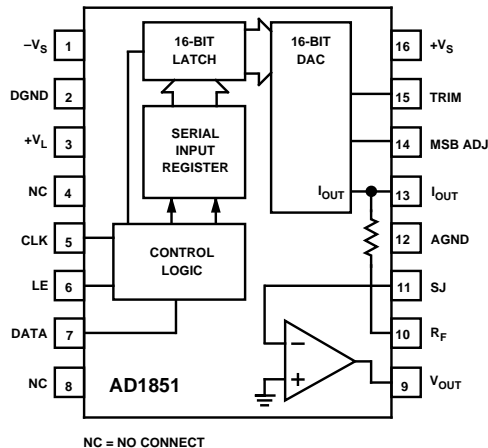 –VS
1
16-BIT
LATCH
16-BIT
DAC
16
+VS
DGND
2
15
TRIM
+VL
3
SERIAL
INPUT
REGISTER
14
MSB ADJ
NC
4
IOUT
13
IOUT
CLK
5
CONTROL
LOGIC
12
AGND
LE
6
11
SJ
DATA
7
–
10
RF
NC
8
AD1851
+
9
VOUT
NC = NO CONNECT